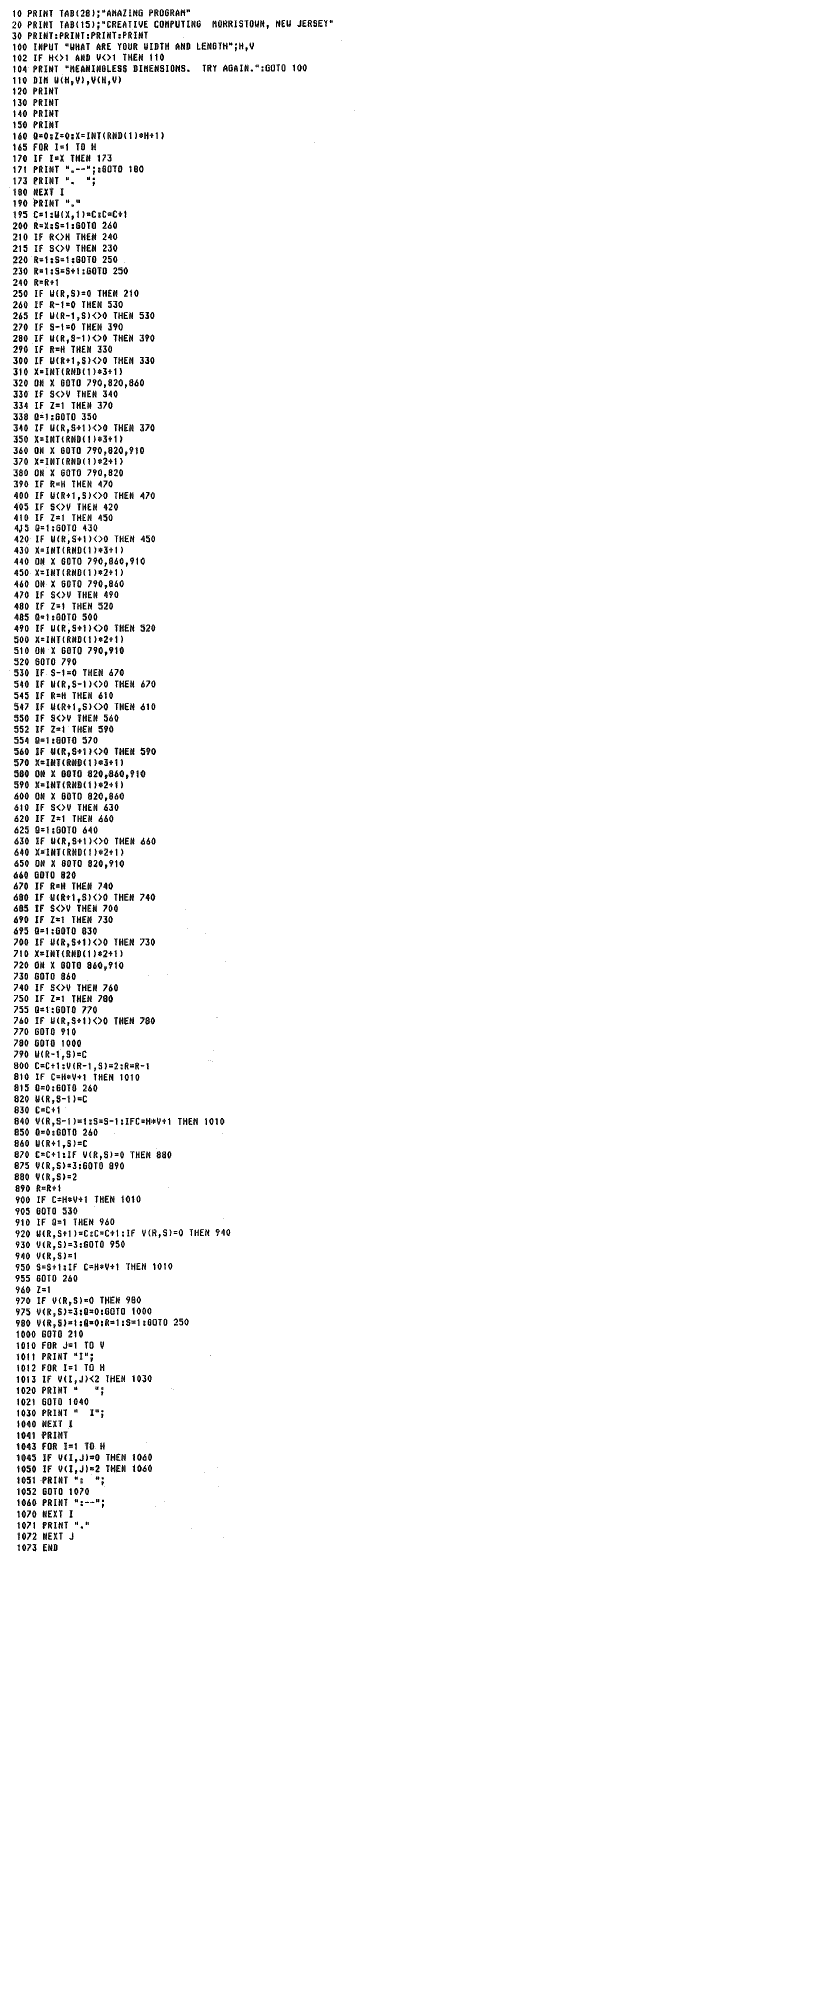 10 PRINT TAB(28);"AMAZING PROGRAM"
20 PRINT TAB(15);"CREATIVE COMPUTING  MORRISTOWN, NEW JERSEY"
30 PRINT:PRINT:PRINT:PRINT
100 INPUT "WHAT ARE YOUR WIDTH AND LENGTH";H,V
102 IF H<>1 AND V<>1 THEN 110
104 PRINT "MEANINGLESS DIMENSIONS.  TRY AGAIN.":GOTO 100
110 DIM W(H,V),V(H,V)
120 PRINT
130 PRINT
140 PRINT
150 PRINT
160 Q=0:Z=0:X=INT(RND(1)*H+1)
165 FOR I=1 TO H
170 IF I=X THEN 173
171 PRINT ".--";:GOTO 180
173 PRINT ".  ";
180 NEXT I
190 PRINT "."
195 C=1:W(X,1)=C:C=C+1
200 R=X:S=1:GOTO 260
210 IF R<>H THEN 240
215 IF S<>V THEN 230
220 R=1:S=1:GOTO 250
230 R=1:S=S+1:GOTO 250
240 R=R+1
250 IF W(R,S)=0 THEN 210
260 IF R-1=0 THEN 530
265 IF W(R-1,S)<>0 THEN 530
270 IF S-1=0 THEN 390
280 IF W(R,S-1)<>0 THEN 390
290 IF R=H THEN 330
300 IF W(R+1,S)<>0 THEN 330
310 X=INT(RND(1)*3+1)
320 ON X GOTO 790,820,860
330 IF S<>V THEN 340
334 IF Z=1 THEN 370
338 Q=1:GOTO 350
340 IF W(R,S+1)<>0 THEN 370
350 X=INT(RND(1)*3+1)
360 ON X GOTO 790,820,910
370 X=INT(RND(1)*2+1)
380 ON X GOTO 790,820
390 IF R=H THEN 470
400 IF W(R+1,S)<>0 THEN 470
405 IF S<>V THEN 420
410 IF Z=1 THEN 450
415 Q=1:GOTO 430
420 IF W(R,S+1)<>0 THEN 450
430 X=INT(RND(1)*3+1)
440 ON X GOTO 790,860,910
450 X=INT(RND(1)*2+1)
460 ON X GOTO 790,860
470 IF S<>V THEN 490
480 IF Z=1 THEN 520
485 Q=1:GOTO 500
490 IF W(R,S+1)<>0 THEN 520
500 X=INT(RND(1)*2+1)
510 ON X GOTO 790,910
520 GOTO 790
530 IF S-1=0 THEN 670
540 IF W(R,S-1)<>0 THEN 670
545 IF R=H THEN 610
547 IF W(R+1,S)<>0 THEN 610
550 IF S<>V THEN 560
552 IF Z=1 THEN 590
554 Q=1:GOTO 570
560 IF W(R,S+1)<>0 THEN 590
570 X=INT(RND(1)*3+1)
580 ON X GOTO 820,860,910
590 X=INT(RND(1)*2+1)
600 ON X GOTO 820,860
610 IF S<>V THEN 630
620 IF Z=1 THEN 660
625 Q=1:GOTO 640
630 IF W(R,S+1)<>0 THEN 660
640 X=INT(RND(1)*2+1)
650 ON X GOTO 820,910
660 GOTO 820
670 IF R=H THEN 740
680 IF W(R+1,S)<>0 THEN 740
685 IF S<>V THEN 700
690 IF Z=1 THEN 730
695 Q=1:GOTO 830
700 IF W(R,S+1)<>0 THEN 730
710 X=INT(RND(1)*2+1)
720 ON X GOTO 860,910
730 GOTO 860
740 IF S<>V THEN 760
750 IF Z=1 THEN 780
755 Q=1:GOTO 770
760 IF W(R,S+1)<>0 THEN 780
770 GOTO 910
780 GOTO 1000
790 W(R-1,S)=C
800 C=C+1:V(R-1,S)=2:R=R-1
810 IF C=H*V+1 THEN 1010
815 Q=0:GOTO 260
820 W(R,S-1)=C
830 C=C+1
840 V(R,S-1)=1:S=S-1:IFC=H*V+1 THEN 1010
850 Q=0:GOTO 260
860 W(R+1,S)=C
870 C=C+1:IF V(R,S)=0 THEN 880
875 V(R,S)=3:GOTO 890
880 V(R,S)=2
890 R=R+1
900 IF C=H*V+1 THEN 1010
905 GOTO 530
910 IF Q=1 THEN 960
920 W(R,S+1)=C:C=C+1:IF V(R,S)=0 THEN 940
930 V(R,S)=3:GOTO 950
940 V(R,S)=1
950 S=S+1:IF C=H*V+1 THEN 1010
955 GOTO 260
960 Z=1
970 IF V(R,S)=0 THEN 980
975 V(R,S)=3:Q=0:GOTO 1000
980 V(R,S)=1:Q=0:R=1:S=1:GOTO 250
1000 GOTO 210
1010 FOR J=1 TO V
1011 PRINT "I";
1012 FOR I=1 TO H
1013 IF V(I,J)<2 THEN 1030
1020 PRINT "   ";
1021 GOTO 1040
1030 PRINT "  I";
1040 NEXT I
1041 PRINT
1043 FOR I=1 TO H
1045 IF V(I,J)=0 THEN 1060
1050 IF V(I,J)=2 THEN 1060
1051 PRINT ":  ";
1052 GOTO 1070
1060 PRINT ":--";
1070 NEXT I
1071 PRINT "."
1072 NEXT J
1073 END